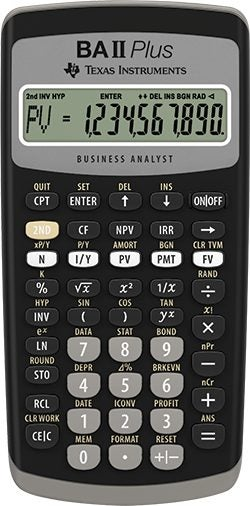 BA II Plus
TEXAS INSTRUMENTS
2nd INV HYP ENTER ↑↓ DEL INS BGN RAD ◁
PV = 1,234,567,890.
BUSINESS ANALYST
QUIT SET DEL INS
CPT ENTER ↑ ↓ ON|OFF
2ND CF NPV IRR →
xP/Y P/Y AMORT BGN CLR TVM
N I/Y PV PMT FV
K RAND
% √x x² 1/x ÷
HYP SIN COS TAN x!
INV ( ) yˣ ×
eˣ DATA STAT BOND nPr
LN 7 8 9 −
ROUND DEPR Δ% BRKEVN nCr
STO 4 5 6 +
DATE ICONV PROFIT ANS
RCL 1 2 3 =
CLR WORK MEM FORMAT RESET
CE|C 0 . +|−